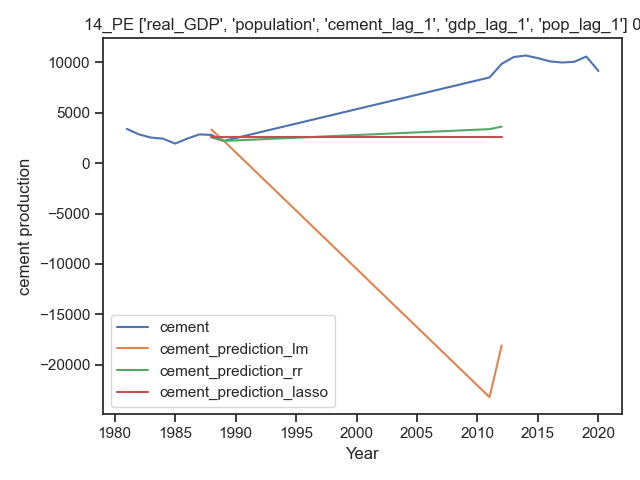 14_PE ['real_GDP', 'population', 'cement_lag_1', 'gdp_lag_1', 'pop_lag_1'] 0
10000
5000
0
−5000
−10000
−15000
−20000
cement production
cement
cement_prediction_lm
cement_prediction_rr
cement_prediction_lasso
1980 1985 1990 1995 2000 2005 2010 2015 2020
Year